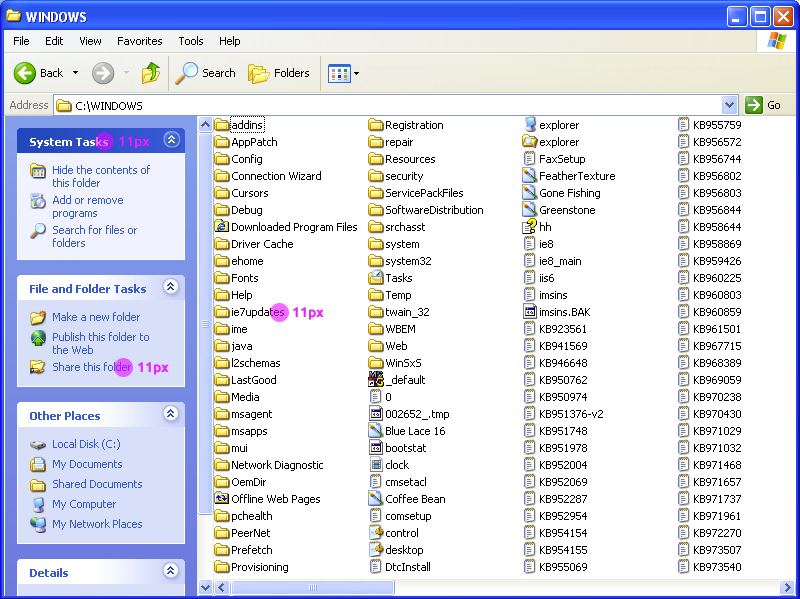 WINDOWS
File Edit View Favorites Tools Help
Back Search Folders
Address C:\WINDOWS Go
System Tasks 11px
Hide the contents of
this folder
Add or remove
programs
Search for files or
folders
File and Folder Tasks
Make a new folder
Publish this folder to
the Web
Share this folder 11px
Other Places
Local Disk (C:)
My Documents
Shared Documents
My Computer
My Network Places
Details
addins
AppPatch
Config
Connection Wizard
Cursors
Debug
Downloaded Program Files
Driver Cache
ehome
Fonts
Help
ie7updates 11px
ime
java
l2schemas
LastGood
Media
msagent
msapps
mui
Network Diagnostic
OemDir
Offline Web Pages
pchealth
PeerNet
Prefetch
Provisioning
Registration
repair
Resources
security
ServicePackFiles
SoftwareDistribution
srchasst
system
system32
Tasks
Temp
twain_32
WBEM
Web
WinSxS
_default
0
002652_.tmp
Blue Lace 16
bootstat
clock
cmsetacl
Coffee Bean
comsetup
control
desktop
DtcInstall
explorer
explorer
FaxSetup
FeatherTexture
Gone Fishing
Greenstone
hh
ie8
ie8_main
iis6
imsins
imsins.BAK
KB923561
KB941569
KB946648
KB950762
KB950974
KB951376-v2
KB951748
KB951978
KB952004
KB952069
KB952287
KB952954
KB954154
KB954155
KB955069
KB955759
KB956572
KB956744
KB956802
KB956803
KB956844
KB958644
KB958869
KB959426
KB960225
KB960803
KB960859
KB961501
KB967715
KB968389
KB969059
KB970238
KB970430
KB971029
KB971032
KB971468
KB971657
KB971737
KB971961
KB972270
KB973507
KB973540